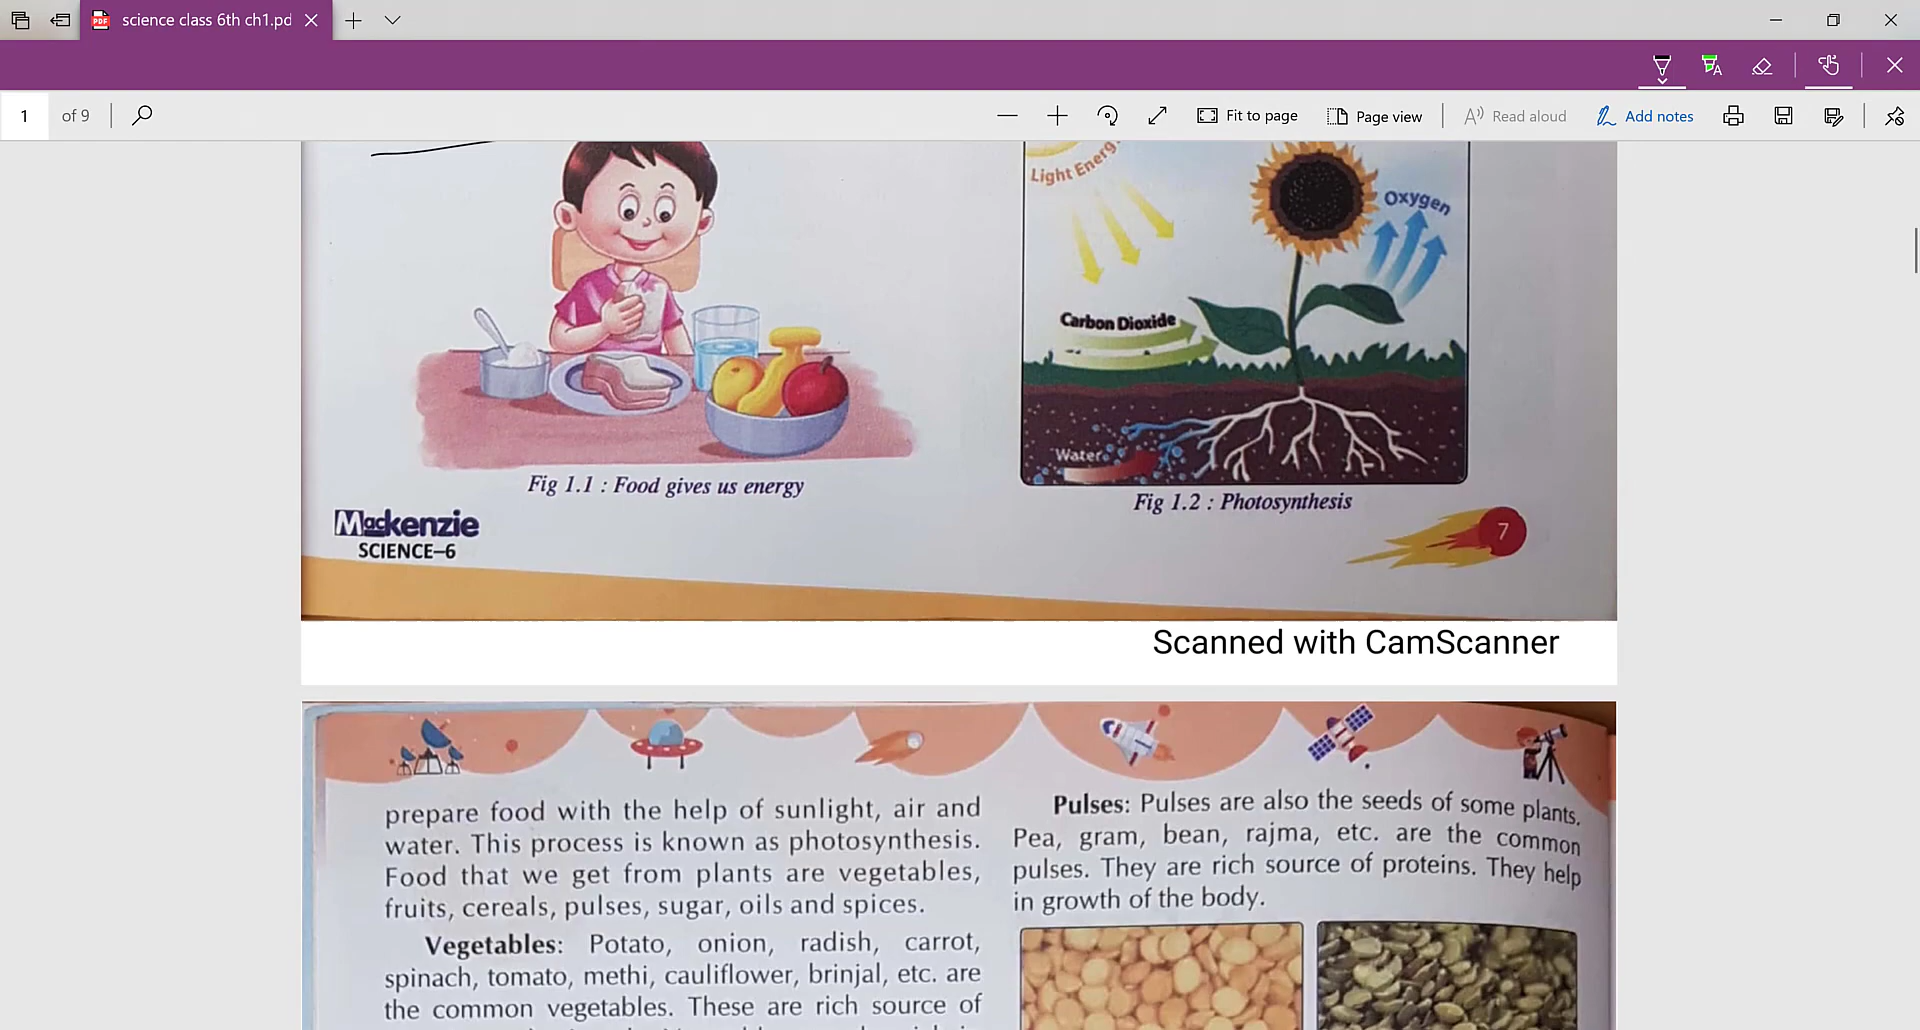 science class 6th ch1.pd
1 of 9
Fit to page
Page view
Read aloud
Add notes
Light Energ
Oxygen
Carbon Dioxide
Water
Fig 1.1 : Food gives us energy
Fig 1.2 : Photosynthesis
Mackenzie
SCIENCE–6
7
Scanned with CamScanner
prepare food with the help of sunlight, air and
water. This process is known as photosynthesis.
Food that we get from plants are vegetables,
fruits, cereals, pulses, sugar, oils and spices.
Vegetables: Potato, onion, radish, carrot,
spinach, tomato, methi, cauliflower, brinjal, etc. are
the common vegetables. These are rich source of
Pulses: Pulses are also the seeds of some plants.
Pea, gram, bean, rajma, etc. are the common
pulses. They are rich source of proteins. They help
in growth of the body.